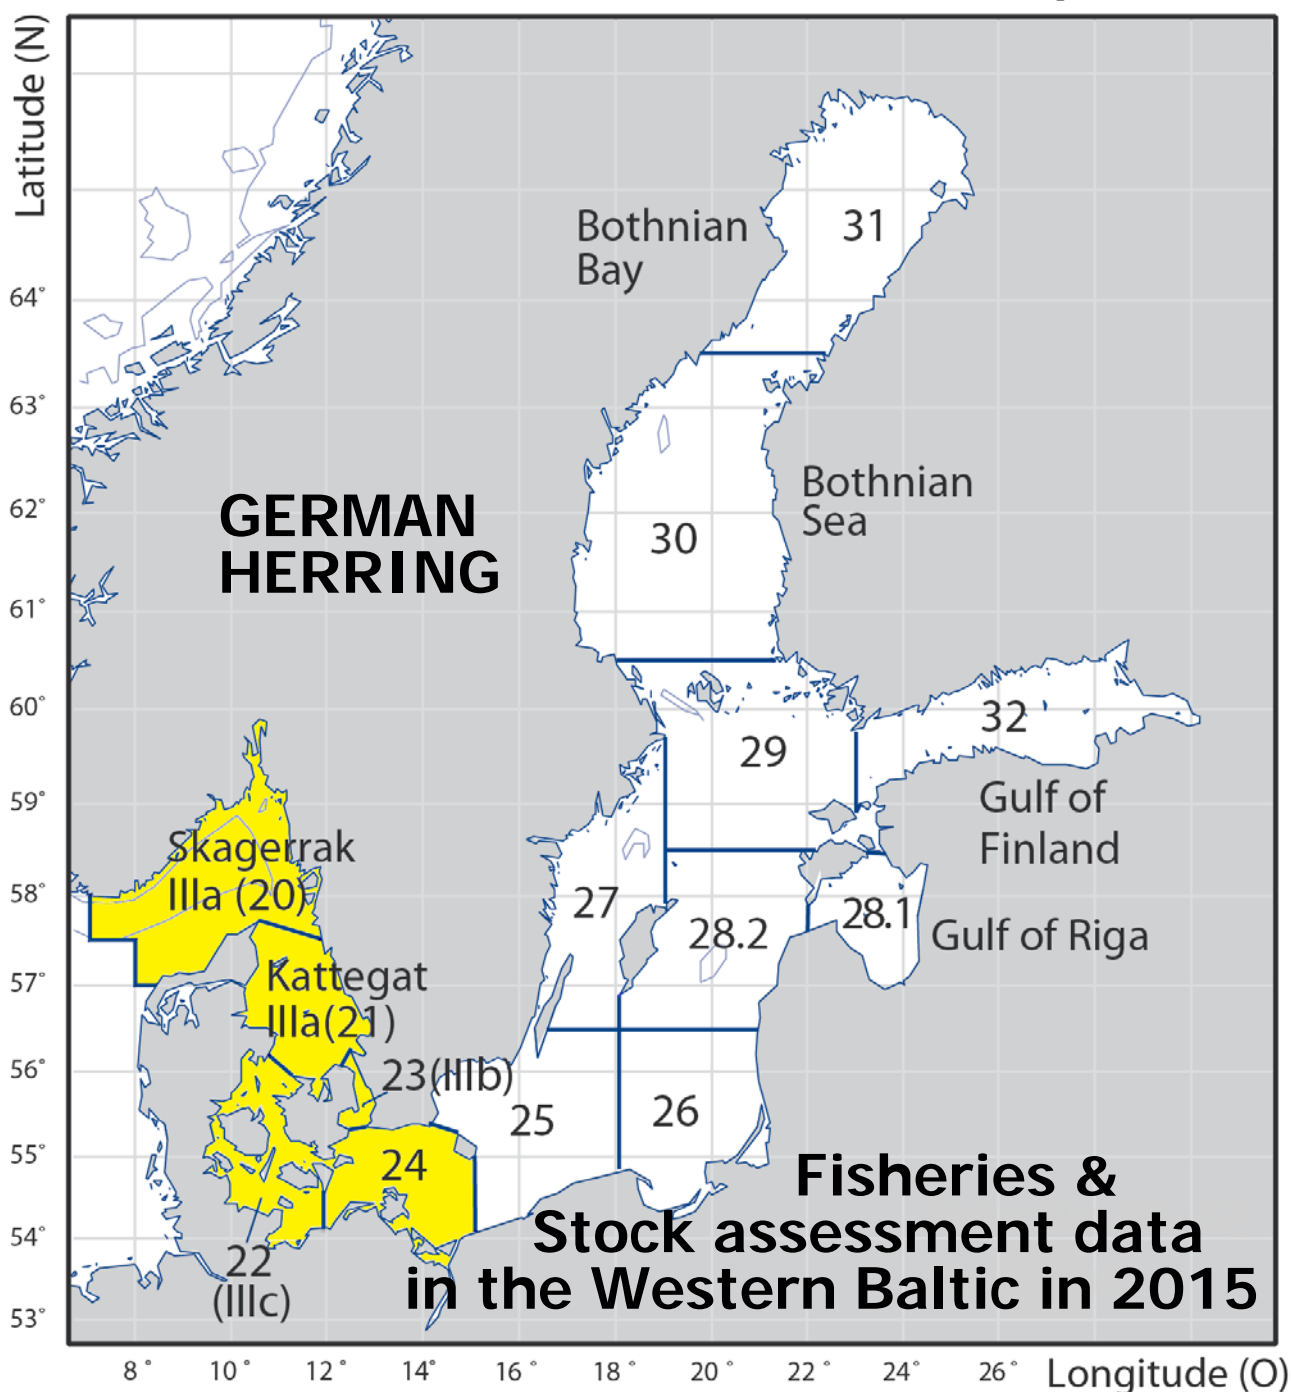 Latitude (N)
64°
63°
62°
61°
60°
59°
58°
57°
56°
55°
54°
53°
Bothnian
Bay
31
Bothnian
Sea
30
GERMAN
HERRING
32
29
Gulf of
Finland
Skagerrak
IIIa (20)
27
28.2
28.1
Gulf of Riga
Kattegat
IIIa(21)
23(IIIb)
25
26
24
22
(IIIc)
Fisheries &
Stock assessment data
in the Western Baltic in 2015
8° 10° 12° 14° 16° 18° 20° 22° 24° 26° Longitude (O)